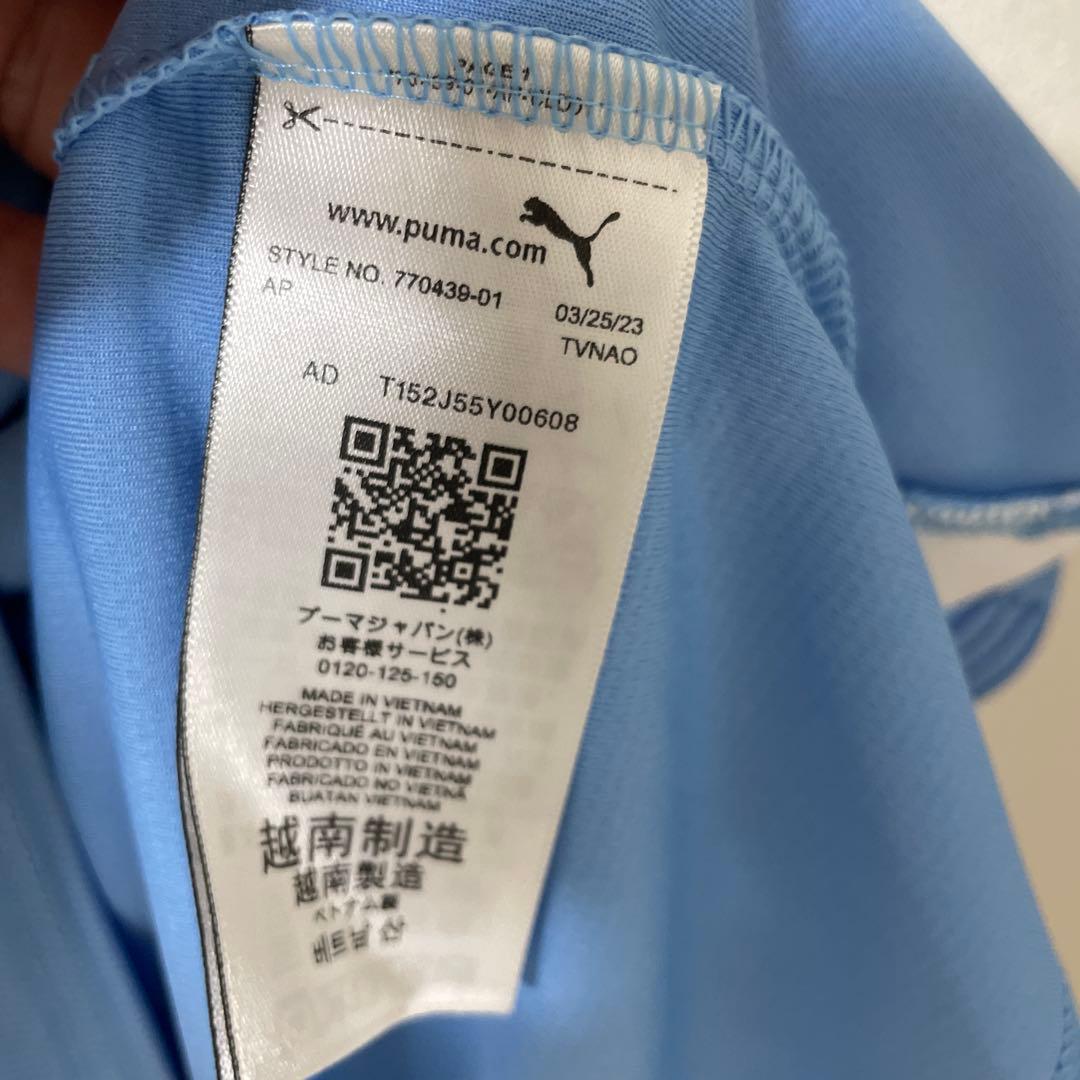 PAGE 1
www.puma.com
STYLE NO. 770439-01
AP
03/25/23
TVNAO
AD T152J55Y00608
プーマジャパン(株)
お客様サービス
0120-125-150
MADE IN VIETNAM
HERGESTELLT IN VIETNAM
FABRIQUÉ AU VIETNAM
FABRICADO EN VIETNAM
PRODOTTO IN VIETNAM
FABRICADO NO VIETNÃ
BUATAN VIETNAM
越南制造
越南製造
ベトナム製
베트남 산